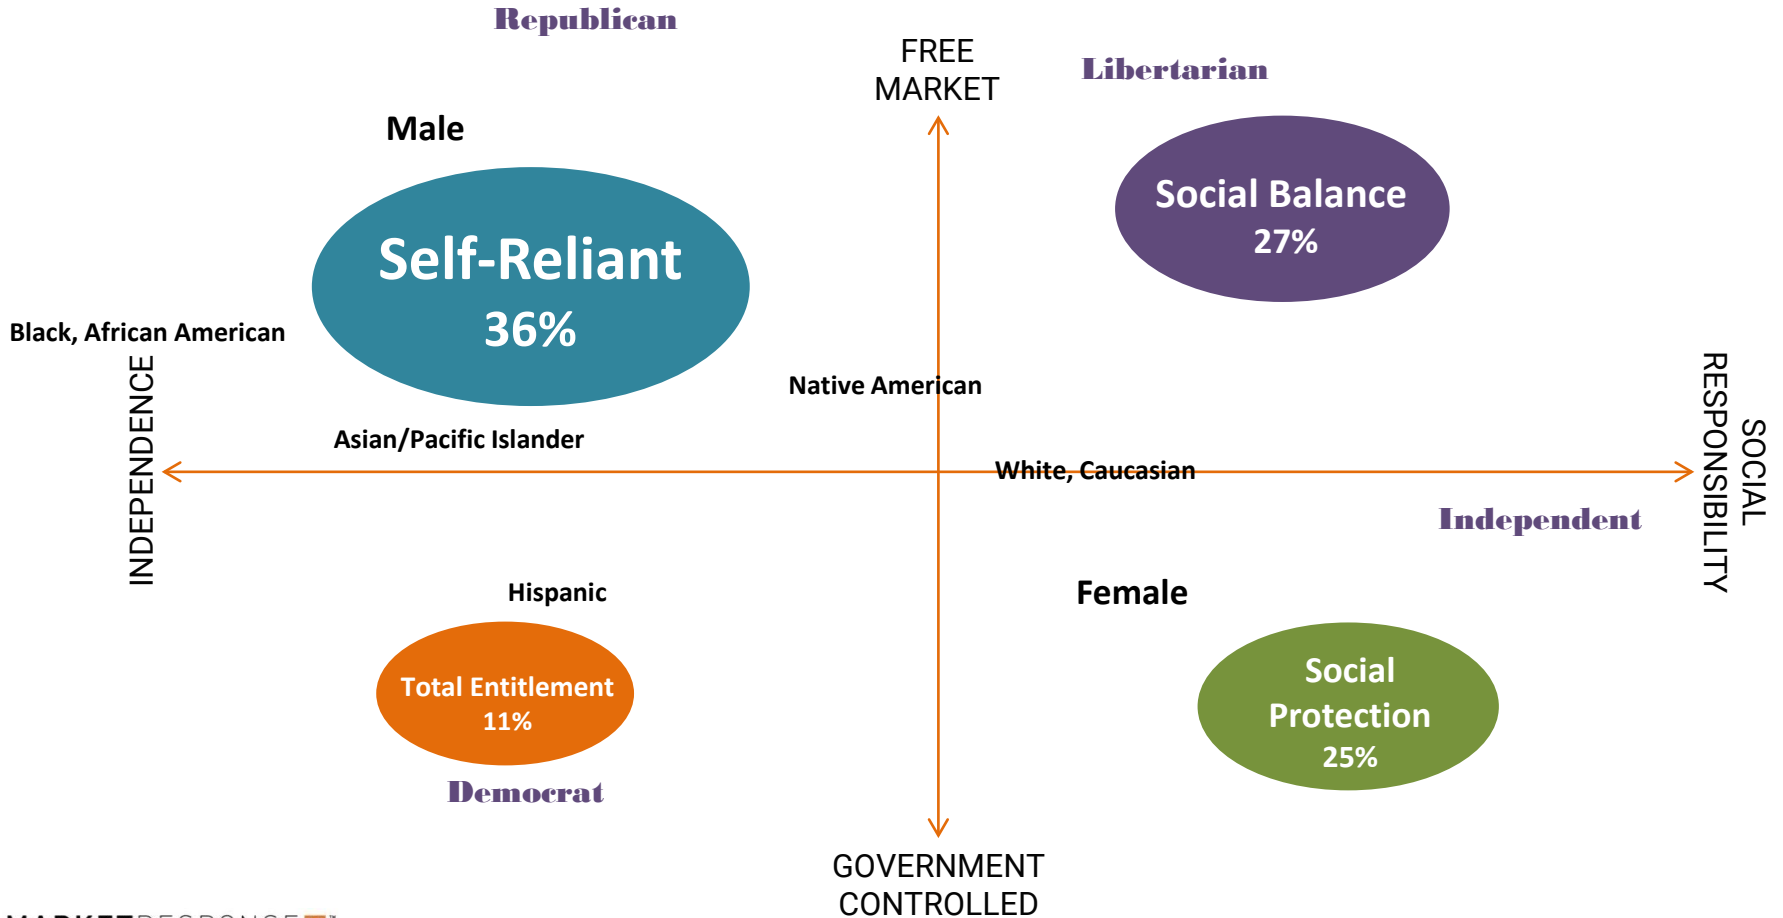 Republican
FREE
MARKET
Libertarian
Male
Social Balance
27%
Self-Reliant
36%
Black, African American
INDEPENDENCE
Native American
SOCIAL
RESPONSIBILITY
Asian/Pacific Islander
White, Caucasian
Independent
Hispanic
Female
Total Entitlement
11%
Social
Protection
25%
Democrat
GOVERNMENT
CONTROLLED
MARKETRESPONSE